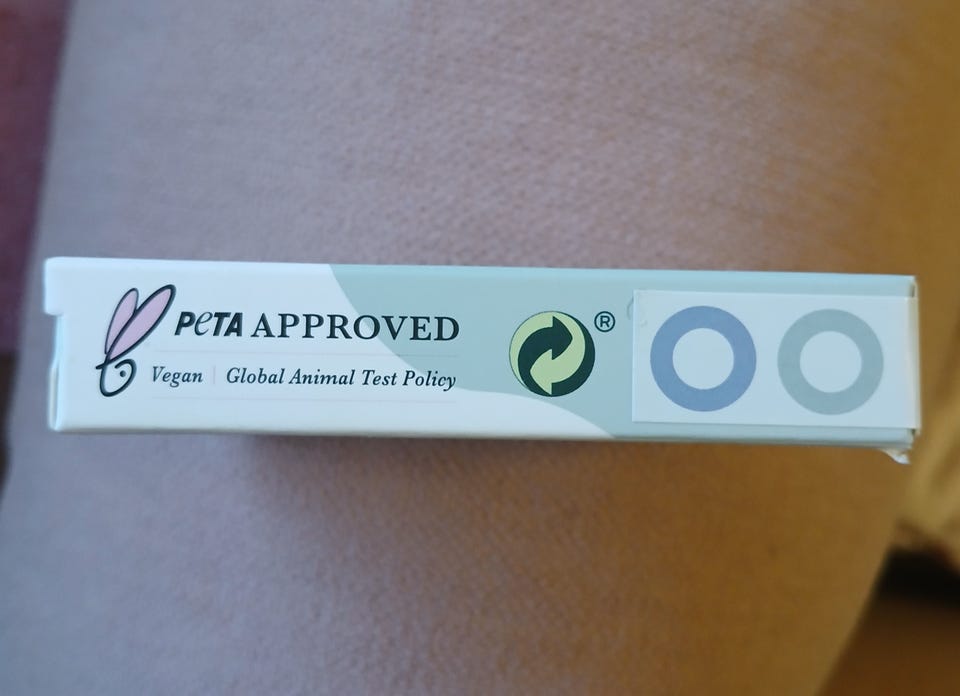 PETA APPROVED
Vegan | Global Animal Test Policy
®